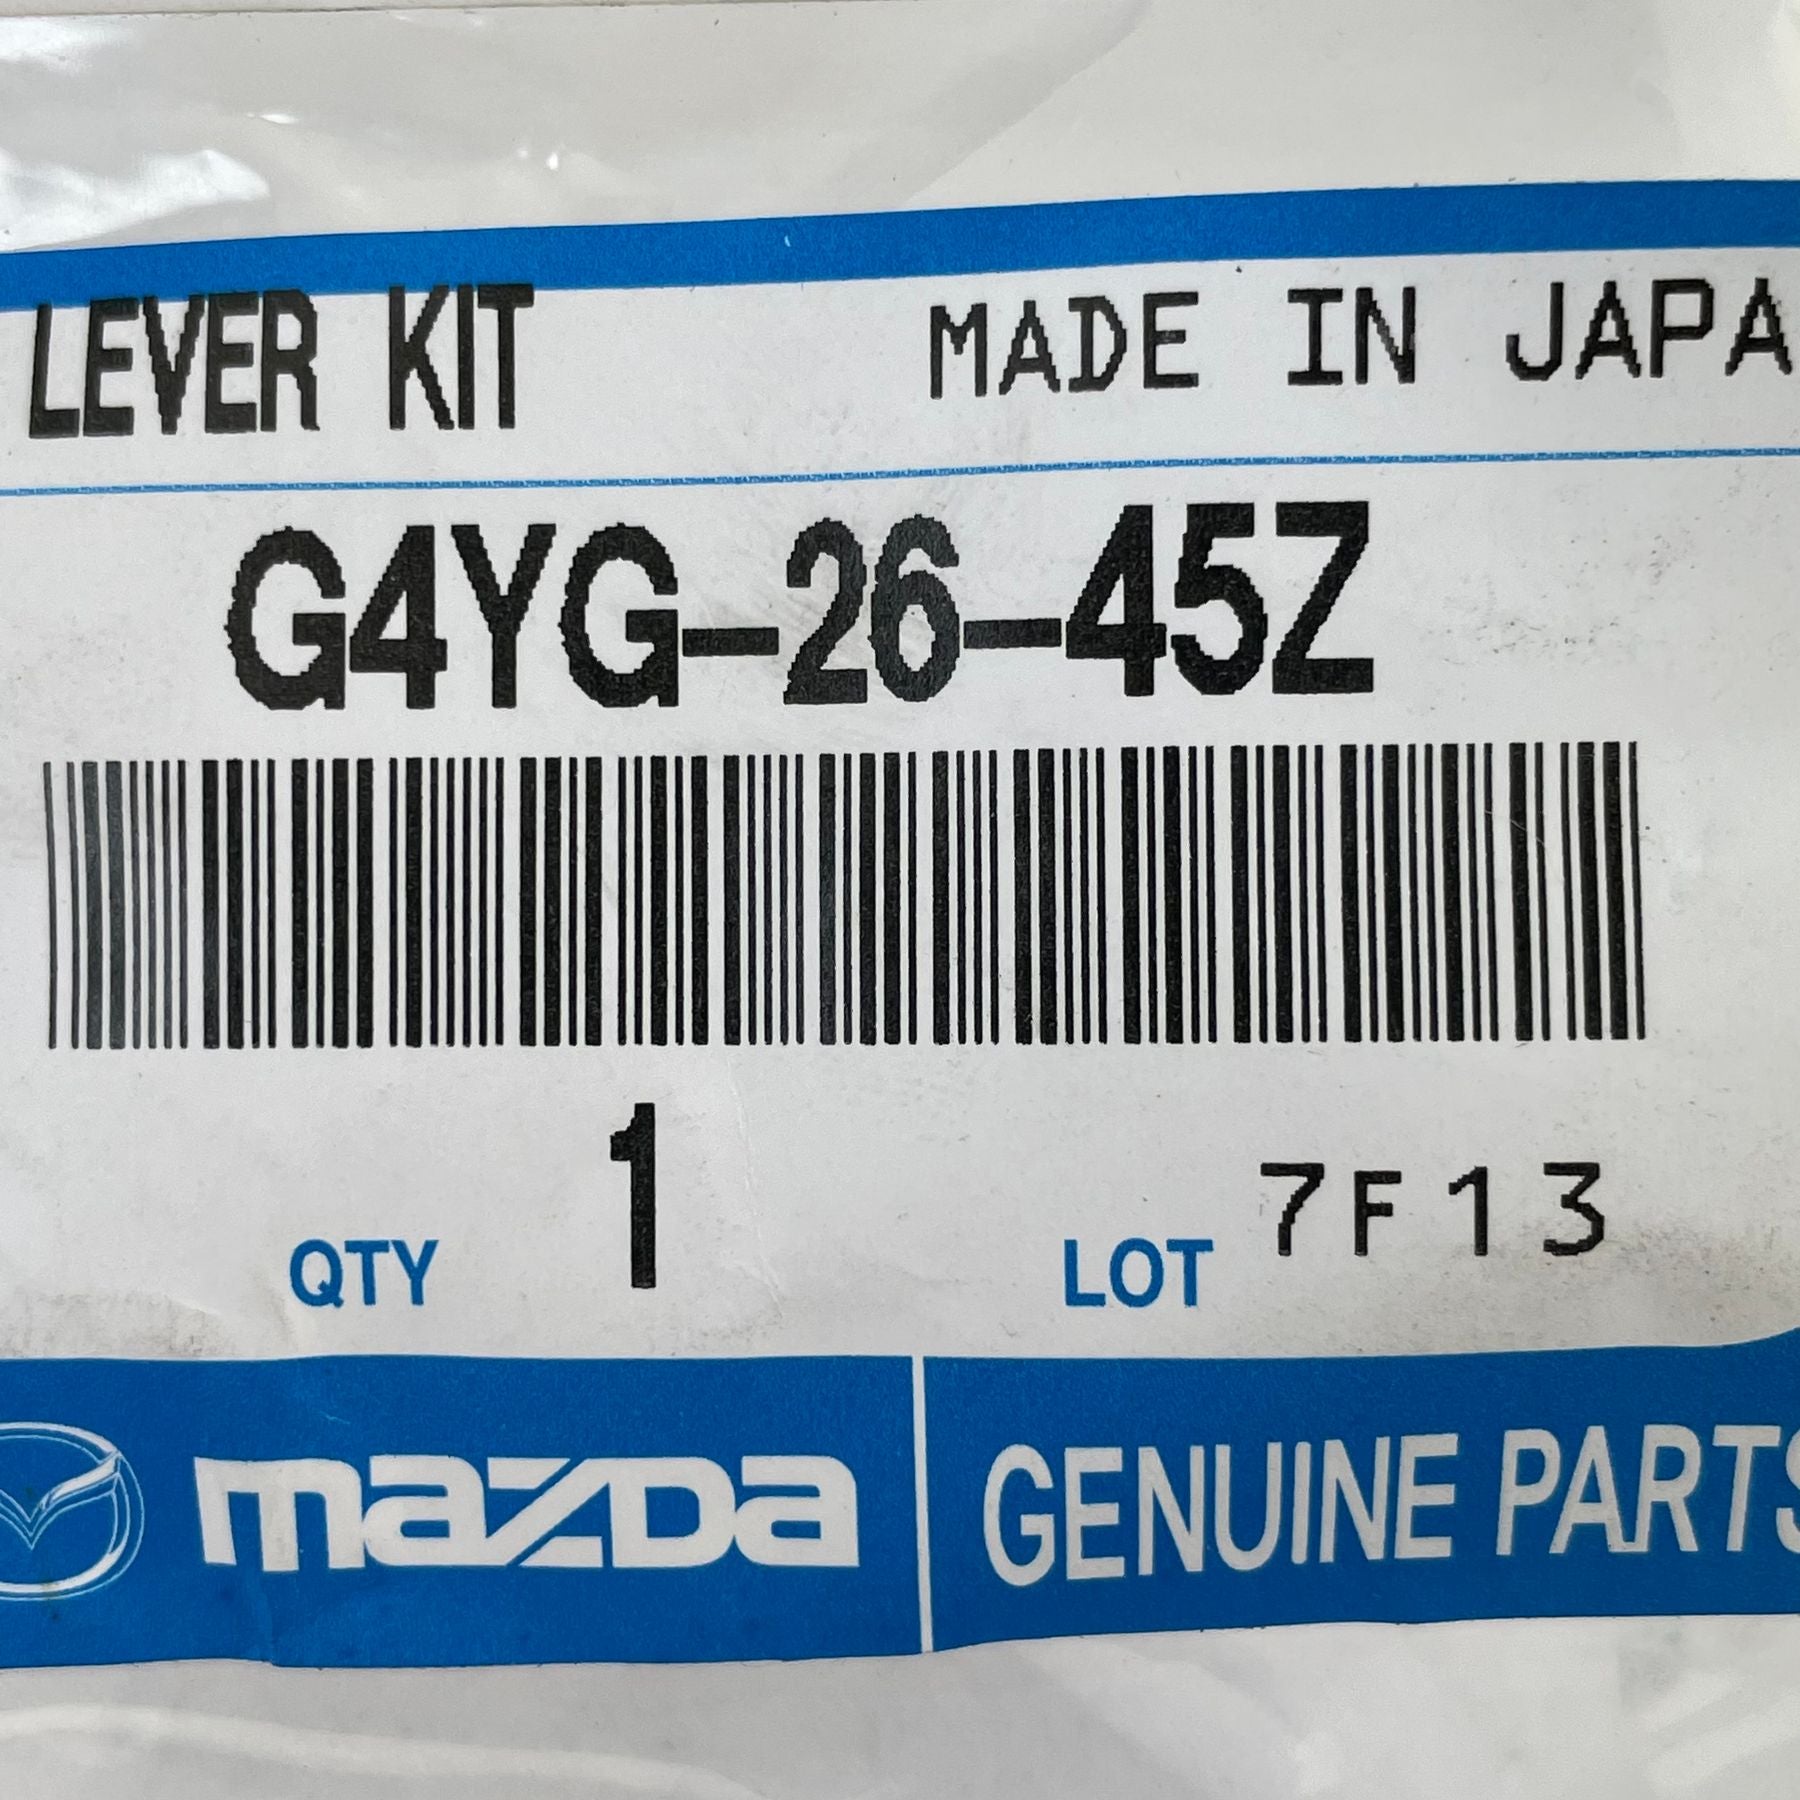 LEVER KIT MADE IN JAPA
G4YG-26-45Z
QTY 1 LOT 7F13
mazda GENUINE PARTS